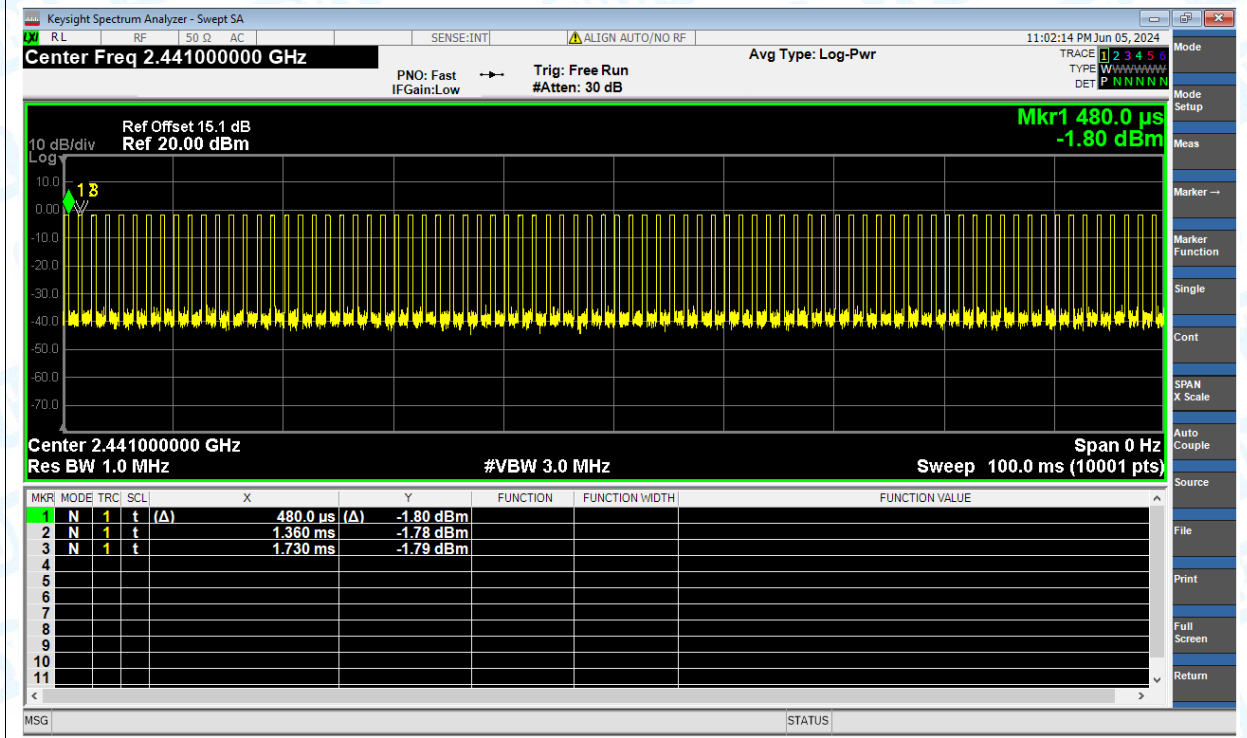 Keysight Spectrum Analyzer - Swept SA
LXI RL RF 50 Ω AC SENSE:INT ALIGN AUTO/NO RF 11:02:14 PM Jun 05, 2024
Center Freq 2.441000000 GHz
PNO: Fast
IFGain:Low
Trig: Free Run
#Atten: 30 dB
Avg Type: Log-Pwr
TRACE 1 2 3 4 5 6
TYPE WWWWWW
DET P N N N N N
10 dB/div
Log
Ref Offset 15.1 dB
Ref 20.00 dBm
Mkr1 480.0 µs
-1.80 dBm
10.0
0.00
-10.0
-20.0
-30.0
-40.0
-50.0
-60.0
-70.0
1 2 3
Center 2.441000000 GHz Span 0 Hz
Res BW 1.0 MHz #VBW 3.0 MHz Sweep 100.0 ms (10001 pts)
MKR MODE TRC SCL X Y FUNCTION FUNCTION WIDTH FUNCTION VALUE
1 N 1 t (Δ) 480.0 µs (Δ) -1.80 dBm
2 N 1 t 1.360 ms -1.78 dBm
3 N 1 t 1.730 ms -1.79 dBm
4
5
6
7
8
9
10
11
MSG STATUS
Mode
Mode
Setup
Meas
Marker →
Marker
Function
Single
Cont
SPAN
X Scale
Auto
Couple
Source
File
Print
Full
Screen
Return